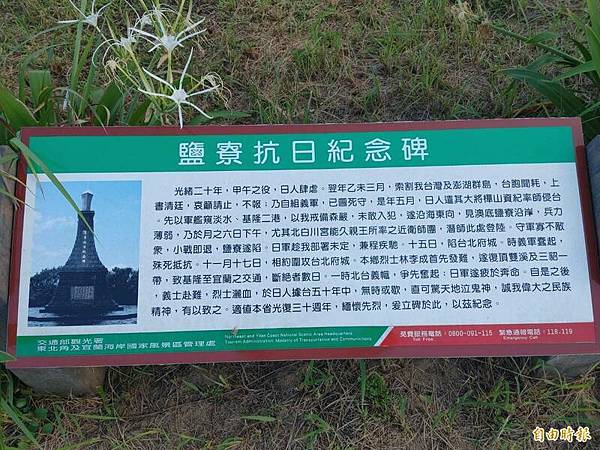 鹽寮抗日紀念碑
光緒二十年，甲午之役，日人肆虐。翌年乙未三月，索割我台灣及澎湖群島，台胞聞耗，上
書清廷，哀籲請止，不報；乃自組義軍，已圖死守，是年五月，日人遣其大將樺山資紀率師侵台
。先以軍艦窺淡水、基隆二港，以我戒備森嚴，未敢入犯，遂沿海東向，見澳底鹽寮沿岸，兵力
薄弱，乃於月之六日下午，尤其北白川宮能久親王所率之近衛師團，潛師此處登陸。守軍寡不敵
衆，小戰即退，鹽寮遂陷。日軍趁我部署未定，兼程疾馳，十五日，陷台北府城。時義軍蠭起，
殊死抵抗。十一月十七日，相約圍攻台北府城。本鄉烈士林李成首先發難，遂復頂雙溪及三貂一
帶，致基隆至宜蘭之交通，斷絕者數日。一時北台義幟，爭先奮起；日軍遂疲於奔命。自是之後
，義士赴難，烈士濺血，於日人據台五十年中，無時或歇，直可驚天地泣鬼神，誠我偉大之民族
精神，有以致之。適值本省光復三十週年，緬懷先烈，爰立碑於此，以茲紀念。
交通部觀光署
東北角及宜蘭海岸國家風景區管理處
Northeast and Yilan Coast National Scenic Area Headquarters
Tourism Administration, Ministry of Transportation and Communications
免費服務電話：0800-091-115
Toll Free
緊急通報電話：118.119
Emergency Call
自由時報